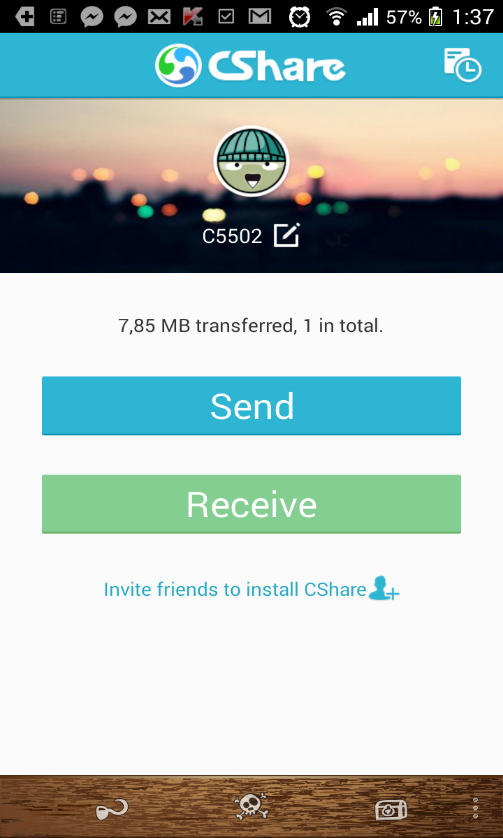 57% 1:37
CShare
C5502
7,85 MB transferred, 1 in total.
Send
Receive
Invite friends to install CShare